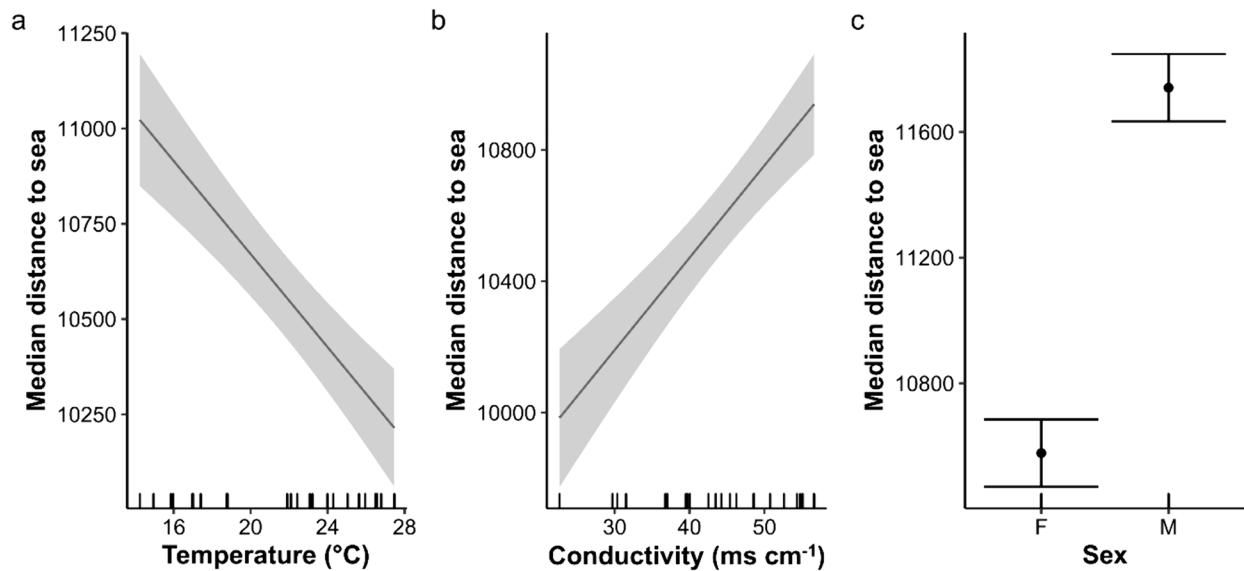 a
Median distance to sea
11250
11000
10750
10500
10250
16 20 24 28
Temperature (°C)
b
Median distance to sea
10800
10400
10000
30 40 50
Conductivity (ms cm⁻¹)
c
Median distance to sea
11600
11200
10800
F M
Sex